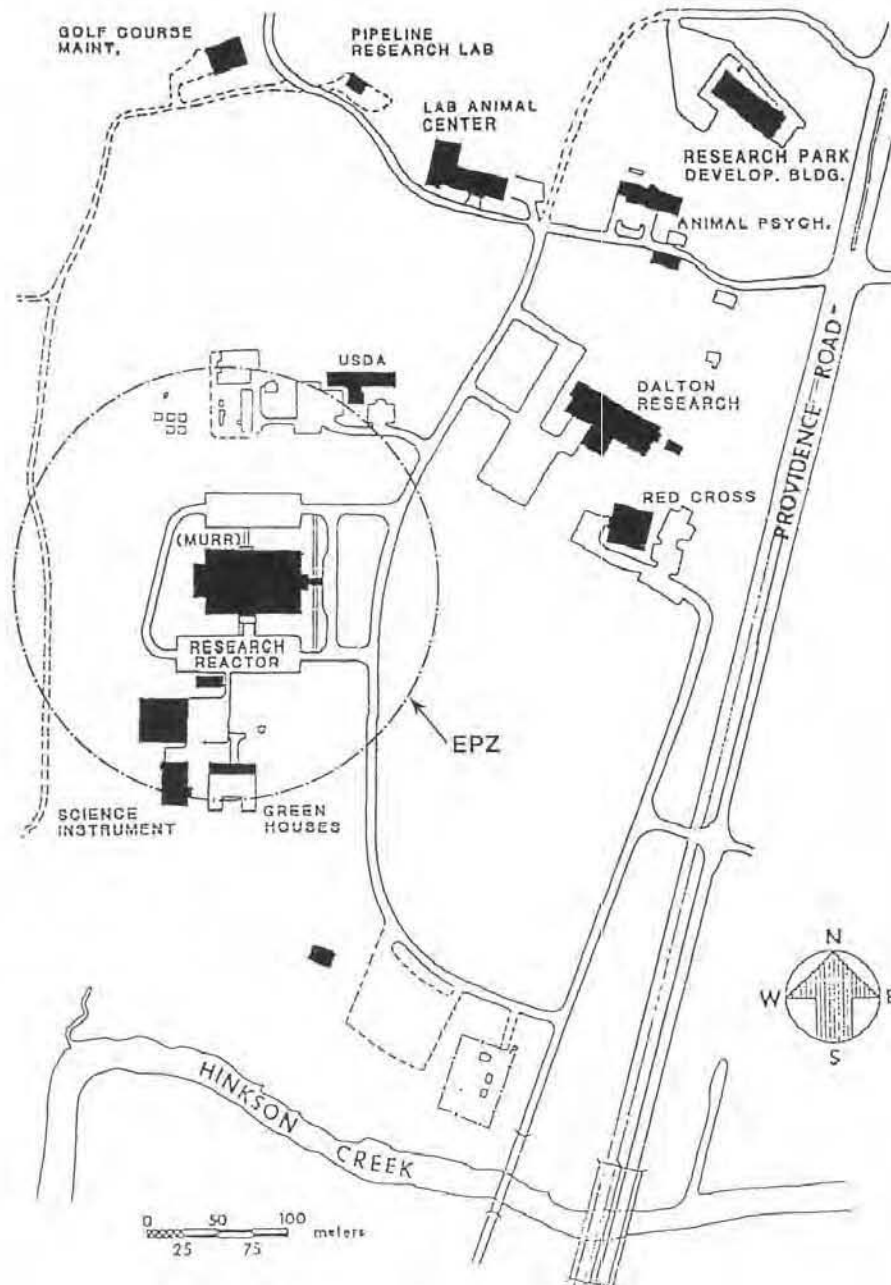 GOLF COURSE
MAINT.
PIPELINE
RESEARCH LAB
LAB ANIMAL
CENTER
RESEARCH PARK
DEVELOP. BLDG.
ANIMAL PSYCH.
USDA
DALTON
RESEARCH
PROVIDENCE ROAD
RED CROSS
(MURR)
RESEARCH
REACTOR
EPZ
SCIENCE
INSTRUMENT
GREEN
HOUSES
N
W E
S
HINKSON
CREEK
0 50 100 meters
25 75